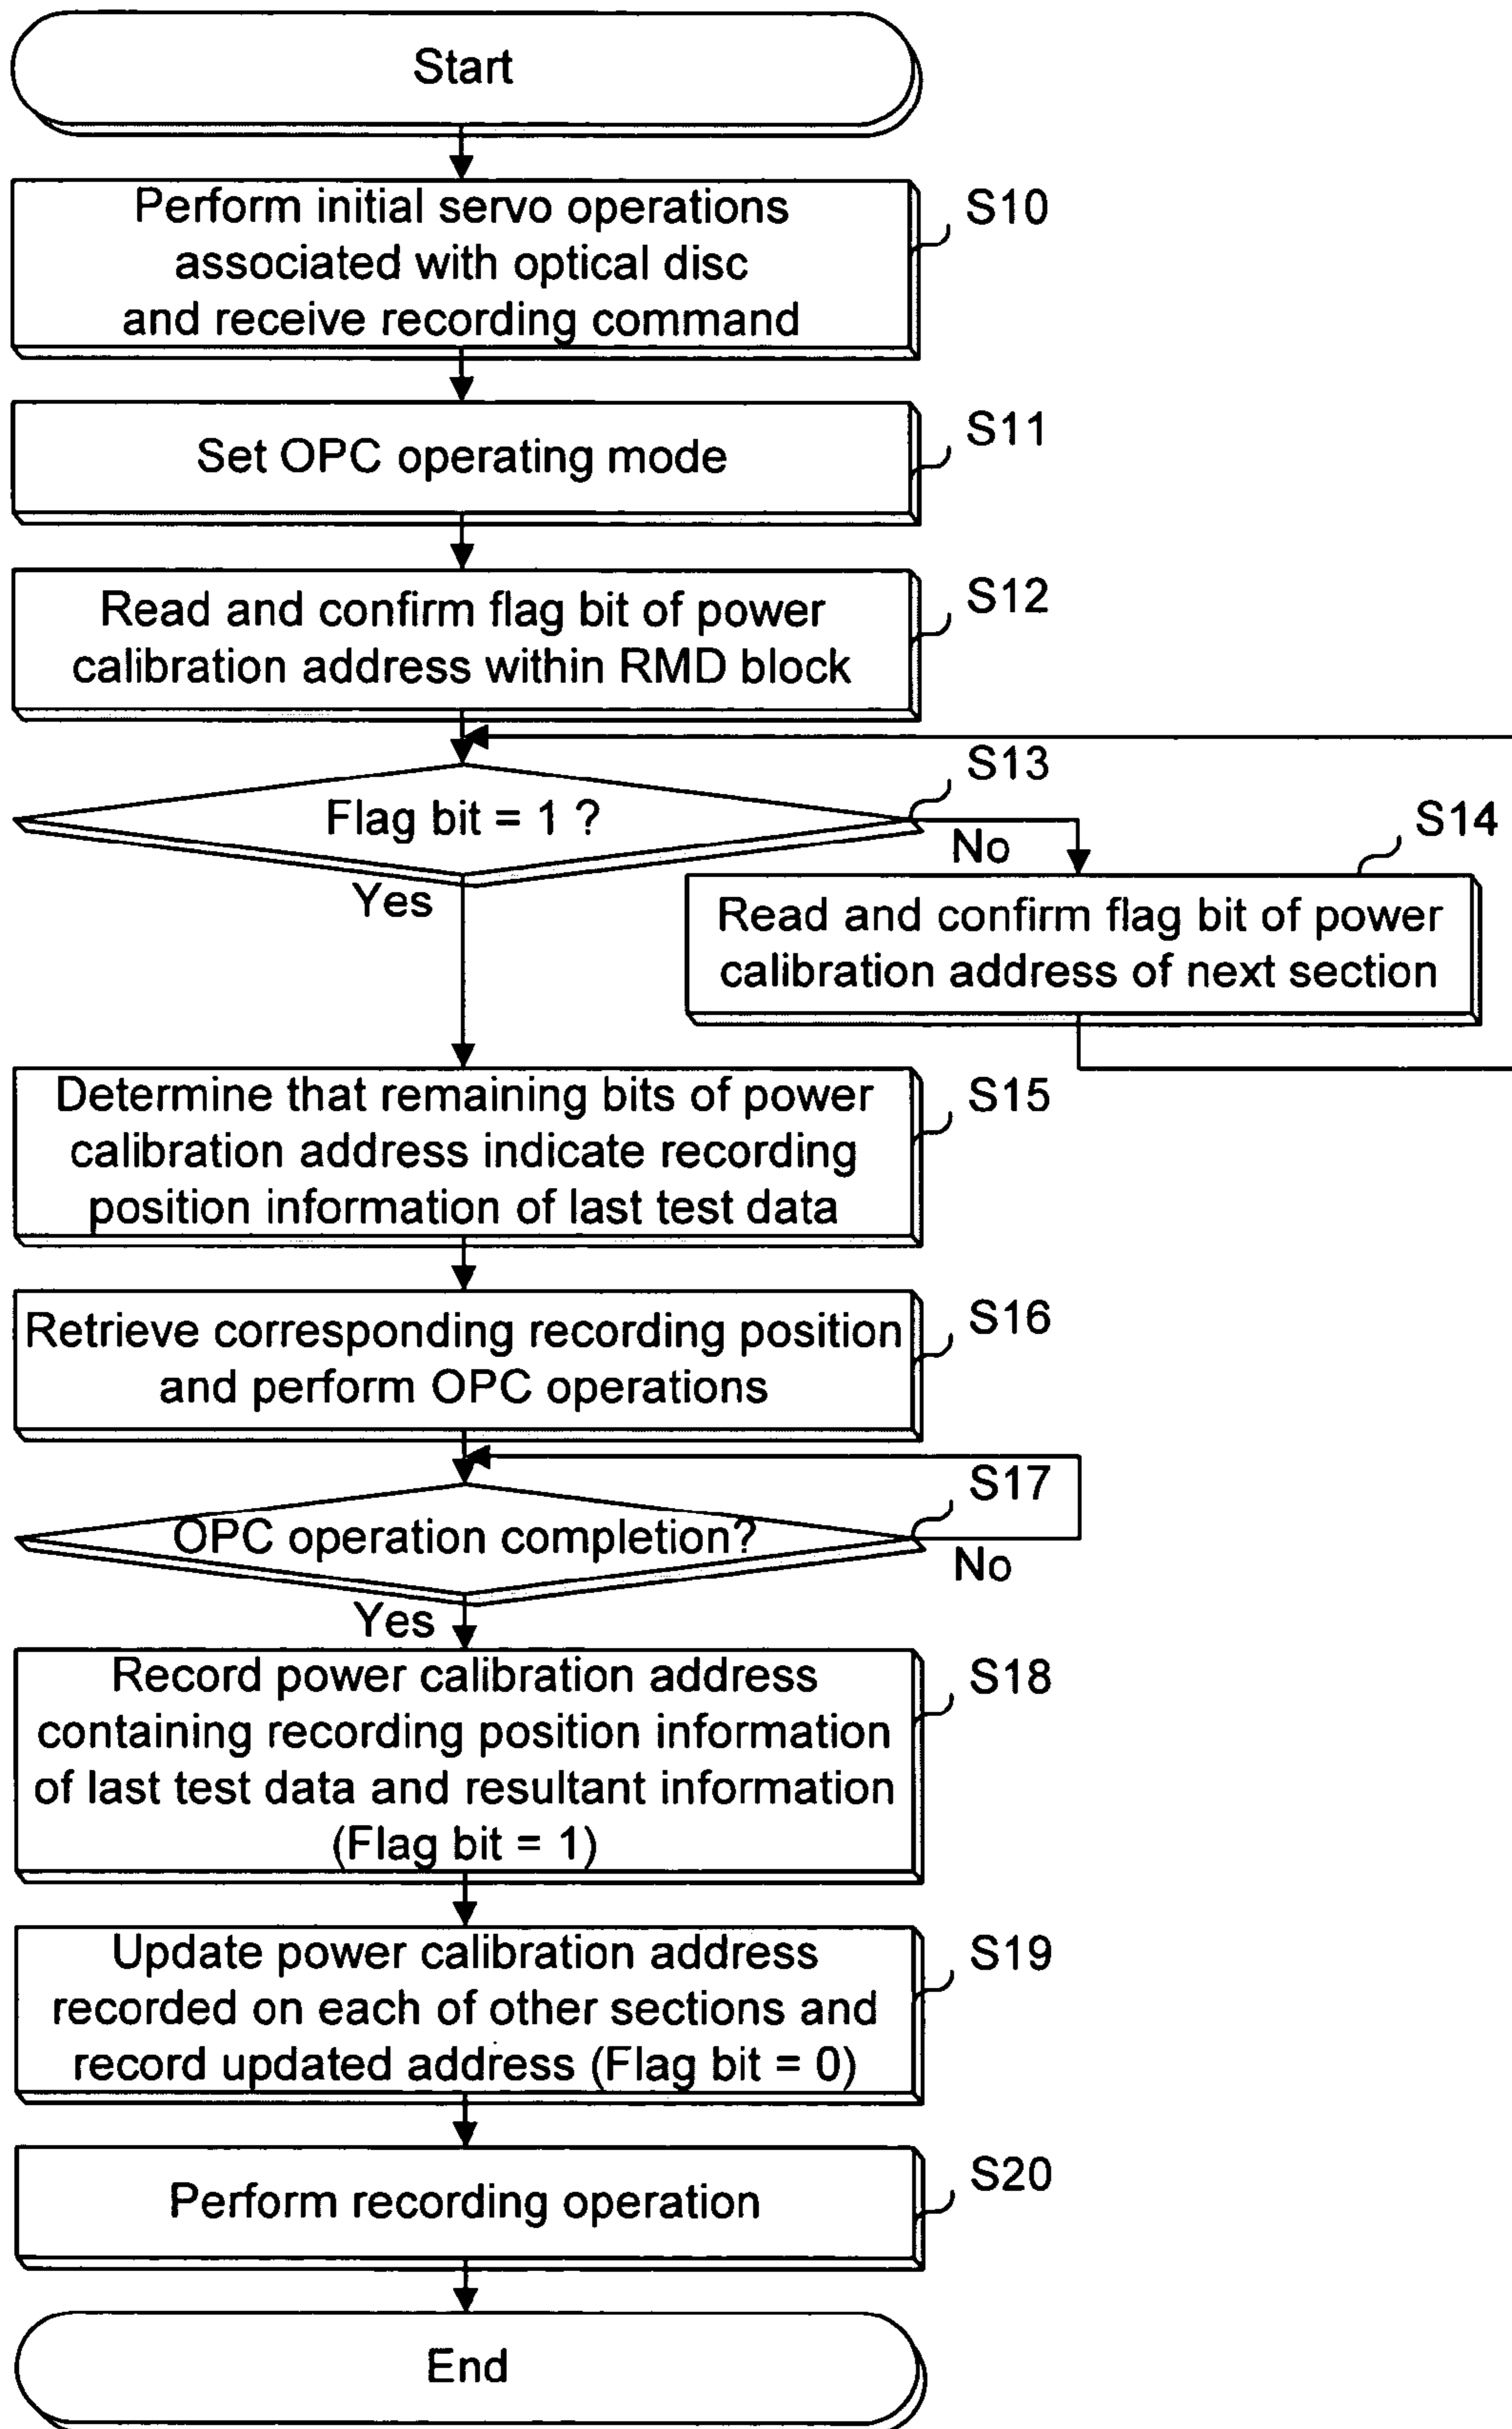 Start
Perform initial servo operations
associated with optical disc
and receive recording command
S10
Set OPC operating mode
S11
Read and confirm flag bit of power
calibration address within RMD block
S12
Flag bit = 1 ?
S13
No
Yes
S14
Read and confirm flag bit of power
calibration address of next section
Determine that remaining bits of power
calibration address indicate recording
position information of last test data
S15
Retrieve corresponding recording position
and perform OPC operations
S16
OPC operation completion?
S17
No
Yes
Record power calibration address
containing recording position information
of last test data and resultant information
(Flag bit = 1)
S18
Update power calibration address
recorded on each of other sections and
record updated address (Flag bit = 0)
S19
Perform recording operation
S20
End